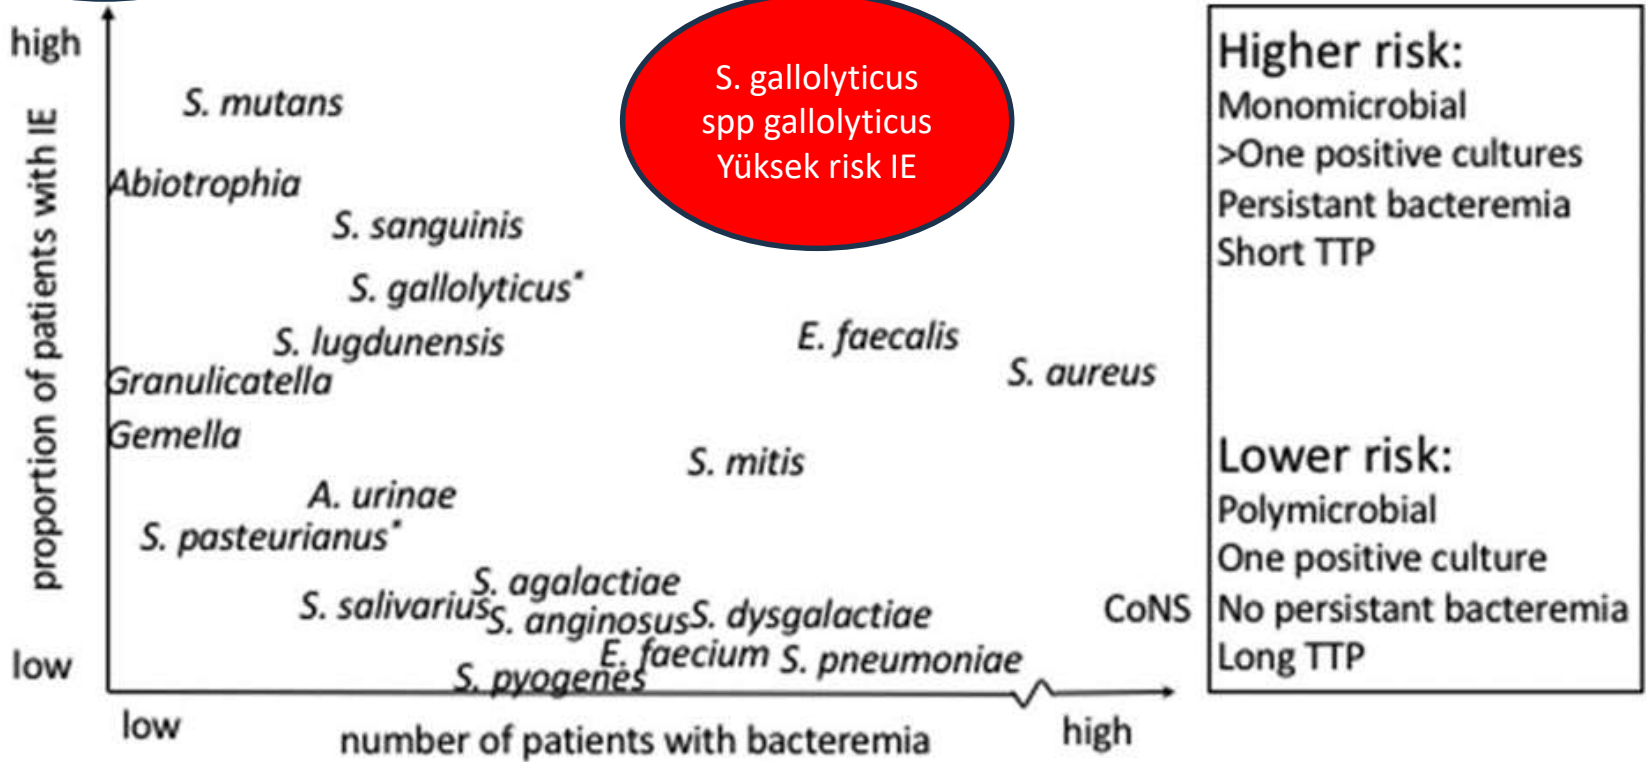 high
S. mutans
Abiotrophia
S. sanguinis
S. gallolyticus*
S. lugdunensis
Granulicatella
Gemella
A. urinae
S. pasteurianus*
S. agalactiae
S. salivarius
S. anginosus
S. dysgalactiae
E. faecium
S. pneumoniae
S. pyogenes
S. mitis
E. faecalis
S. aureus
CoNS
low
proportion of patients with IE
low
number of patients with bacteremia
high
S. gallolyticus
spp gallolyticus
Yüksek risk IE
Higher risk:
Monomicrobial
>One positive cultures
Persistant bacteremia
Short TTP
Lower risk:
Polymicrobial
One positive culture
No persistant bacteremia
Long TTP